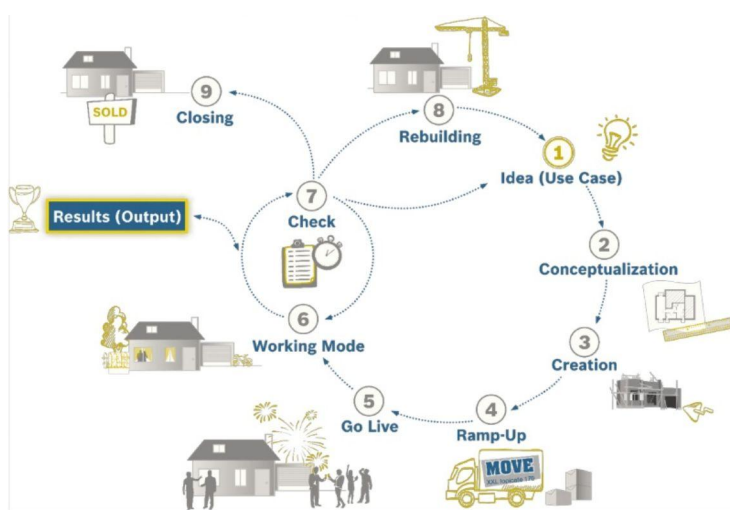 9
Closing
SOLD
8
Rebuilding
1
Idea (Use Case)
7
Check
Results (Output)
2
Conceptualization
6
Working Mode
3
Creation
5
Go Live
4
Ramp-Up
MOVE